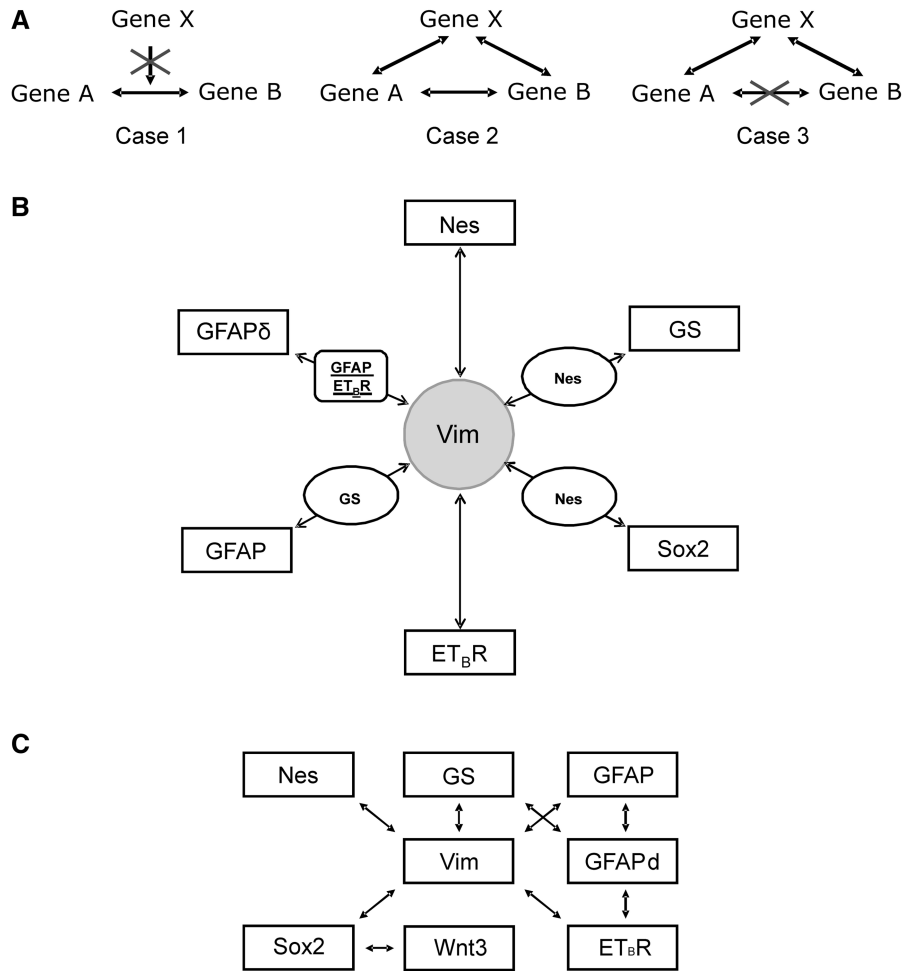 A
Gene X
Gene A
Gene B
Case 1
Gene X
Gene A
Gene B
Case 2
Gene X
Gene A
Gene B
Case 3
B
Nes
GFAPδ
GS
GFAP
ETBR
Nes
Vim
GS
Nes
GFAP
Sox2
ETBR
C
Nes
GS
GFAP
Vim
GFAPd
Sox2
Wnt3
ETBR